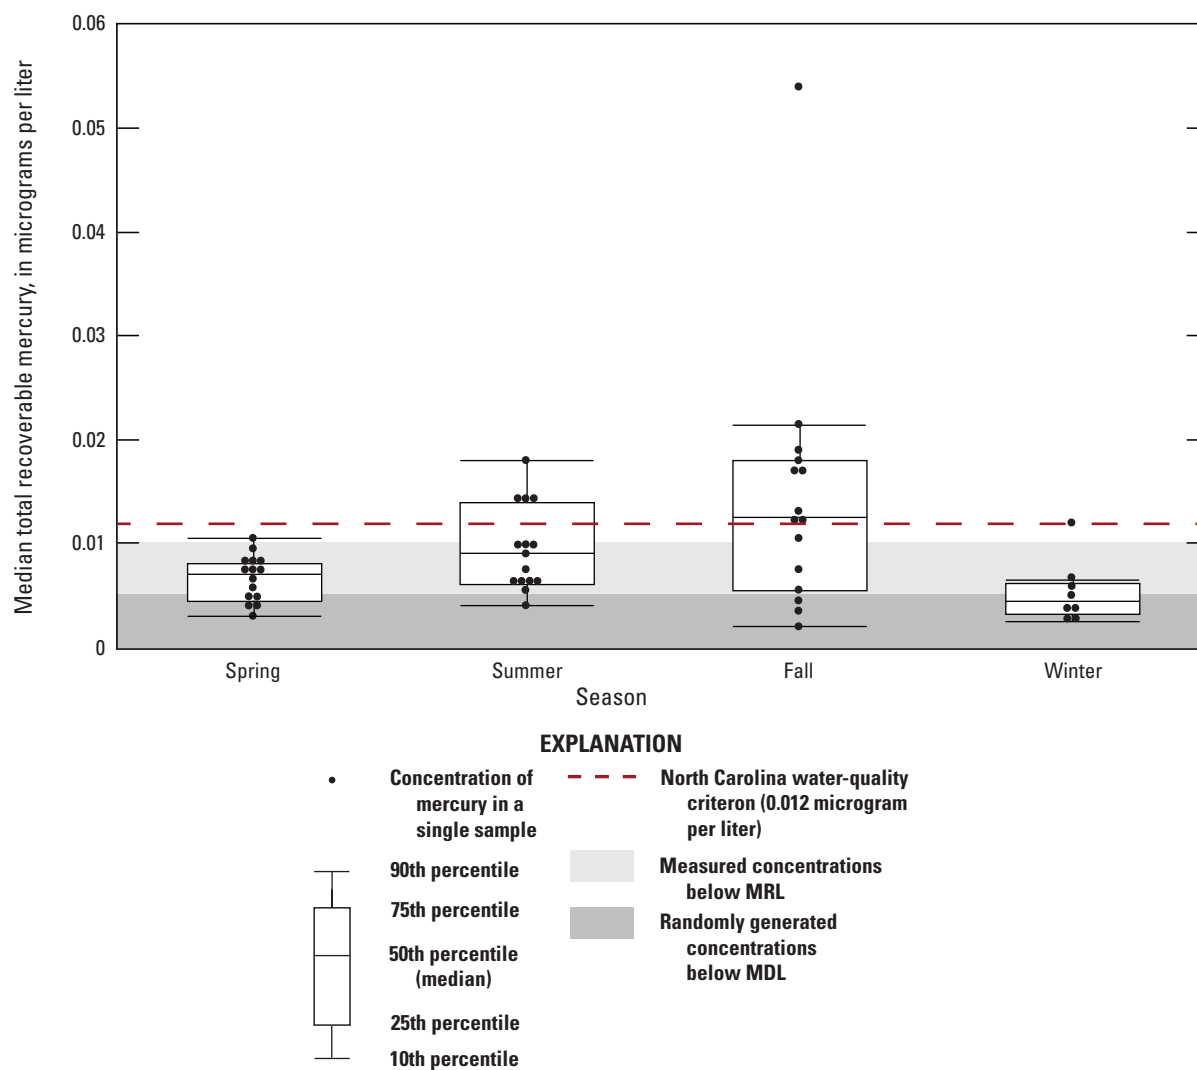 Median total recoverable mercury, in micrograms per liter
0.06
0.05
0.04
0.03
0.02
0.01
0
Spring
Summer
Fall
Winter
Season
EXPLANATION
Concentration of
mercury in a
single sample
90th percentile
75th percentile
50th percentile
(median)
25th percentile
10th percentile
North Carolina water-quality
criteron (0.012 microgram
per liter)
Measured concentrations
below MRL
Randomly generated
concentrations
below MDL